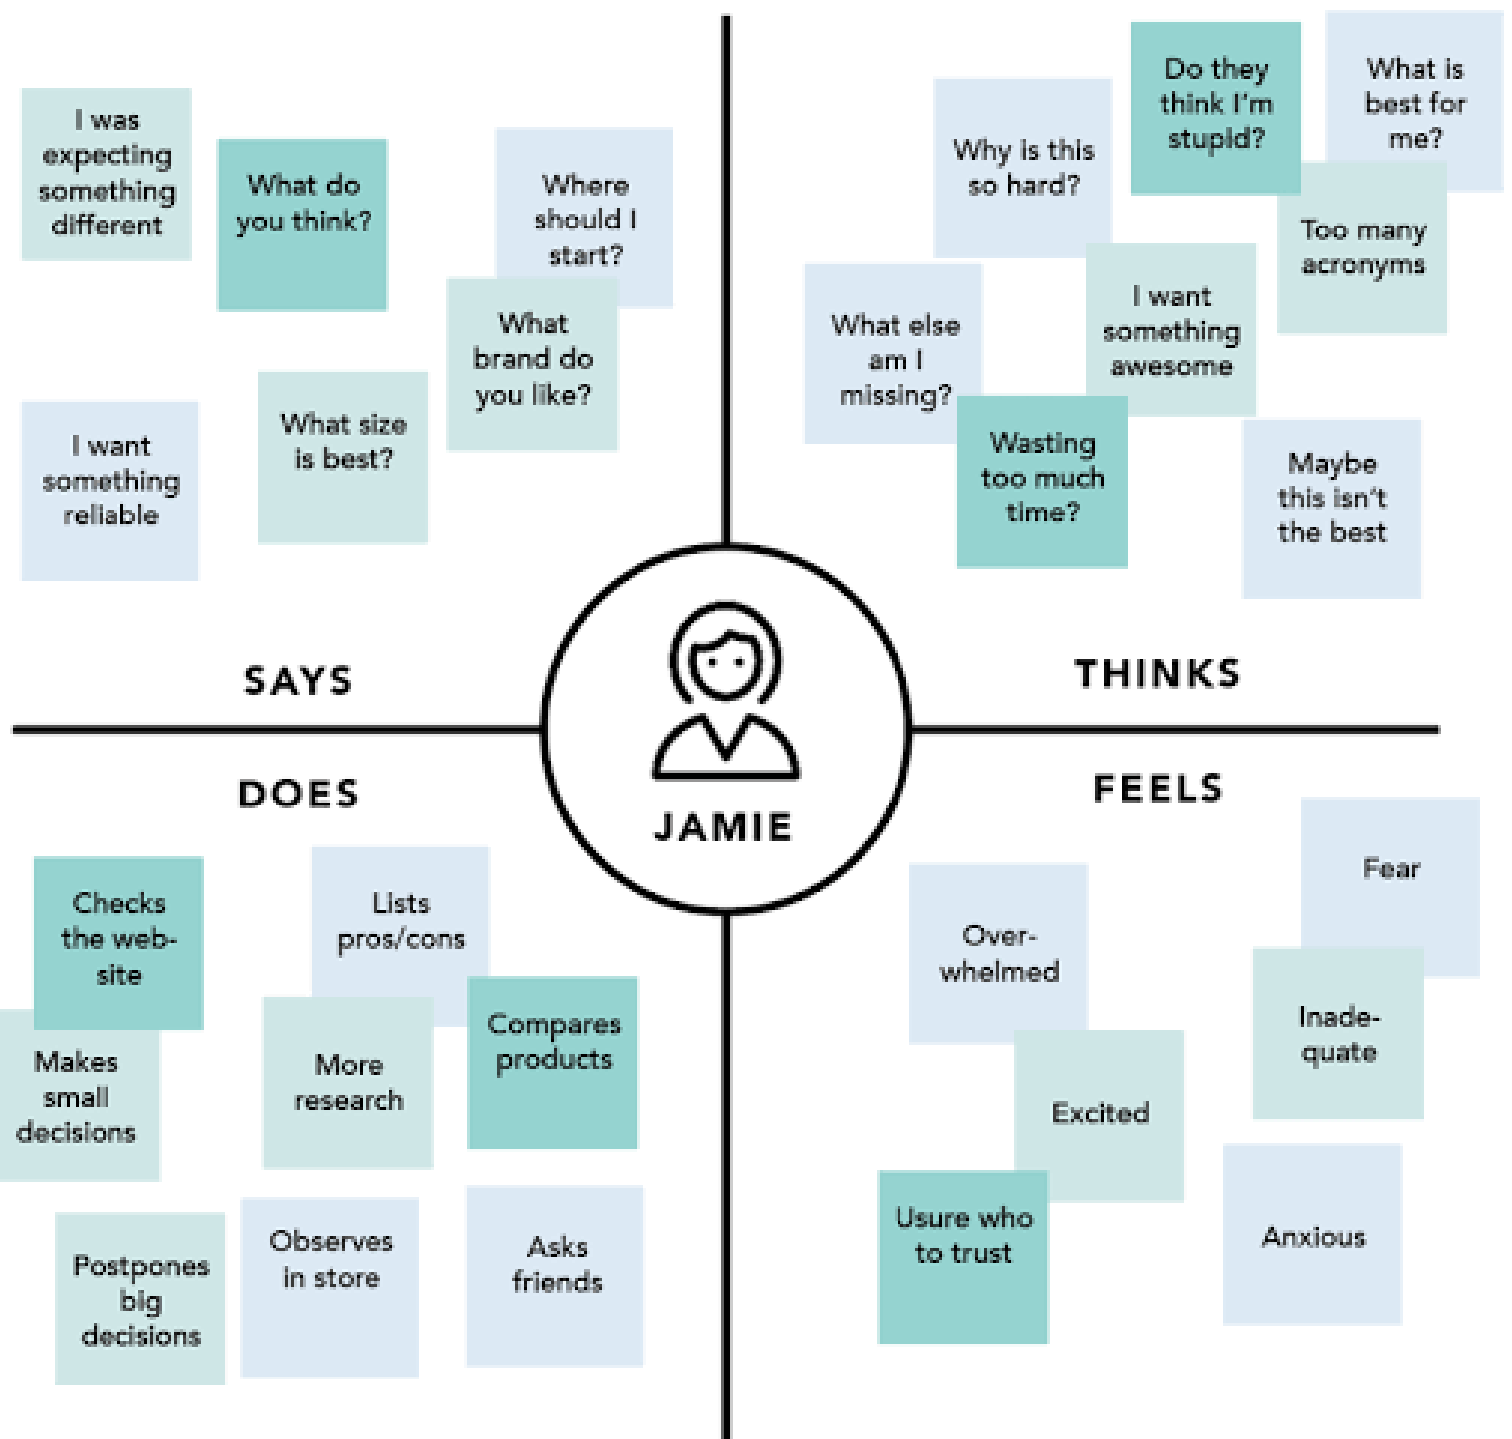 I was
expecting
something
different
What do
you think?
Where
should I
start?
What
brand do
you like?
What size
is best?
I want
something
reliable
SAYS
Do they
think I'm
stupid?
What is
best for
me?
Why is this
so hard?
Too many
acronyms
I want
something
awesome
What else
am I
missing?
Wasting
too much
time?
Maybe
this isn't
the best
THINKS
JAMIE
DOES
Checks
the web-
site
Lists
pros/cons
Compares
products
Makes
small
decisions
More
research
Postpones
big
decisions
Observes
in store
Asks
friends
FEELS
Fear
Over-
whelmed
Inade-
quate
Excited
Usure who
to trust
Anxious